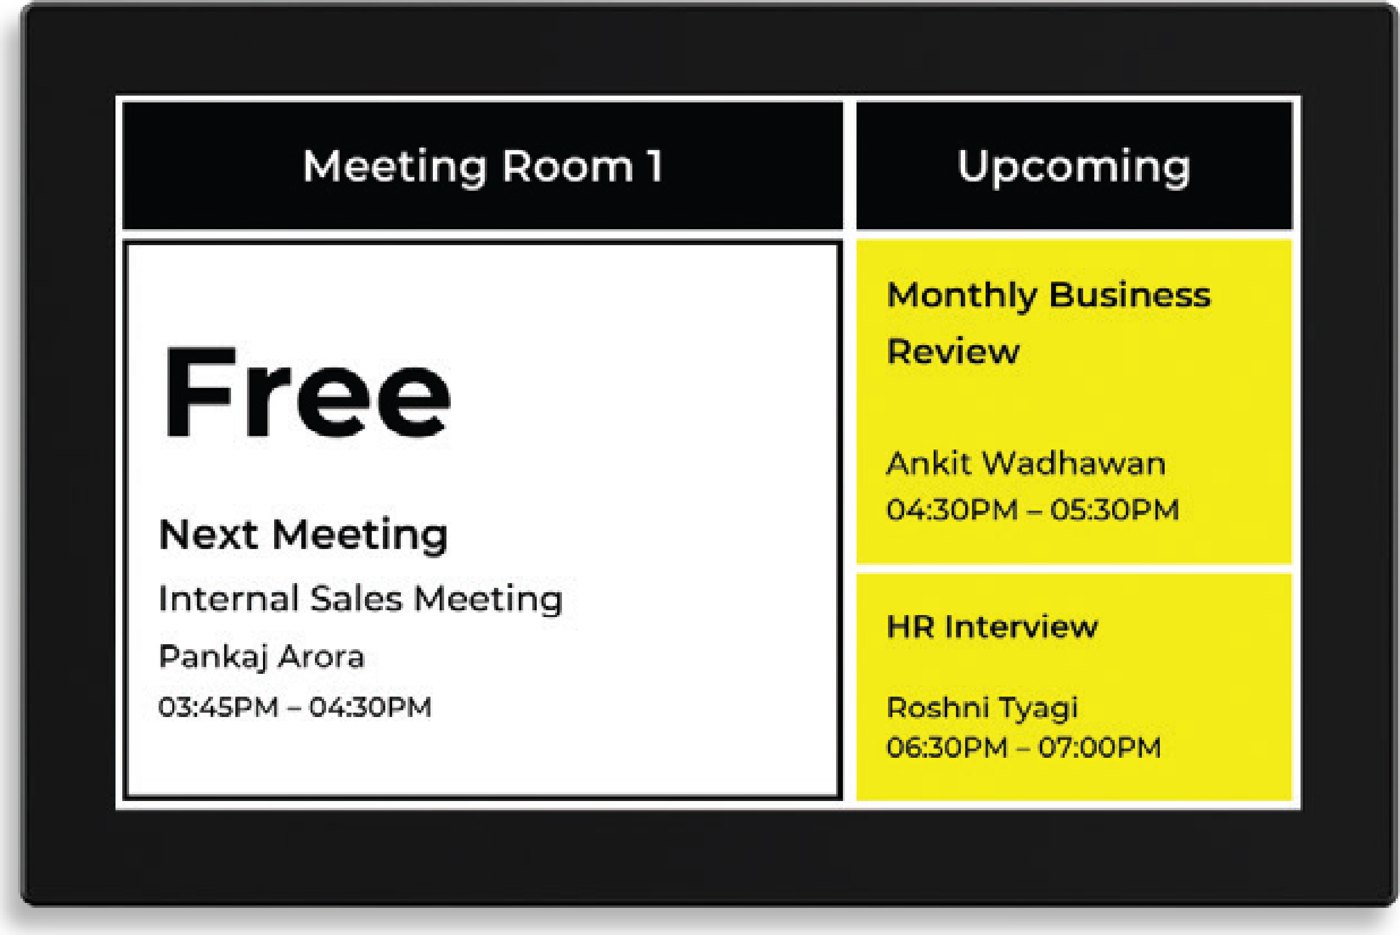 Meeting Room 1
Free
Next Meeting
Internal Sales Meeting
Pankaj Arora
03:45PM – 04:30PM
Upcoming
Monthly Business
Review
Ankit Wadhawan
04:30PM – 05:30PM
HR Interview
Roshni Tyagi
06:30PM – 07:00PM